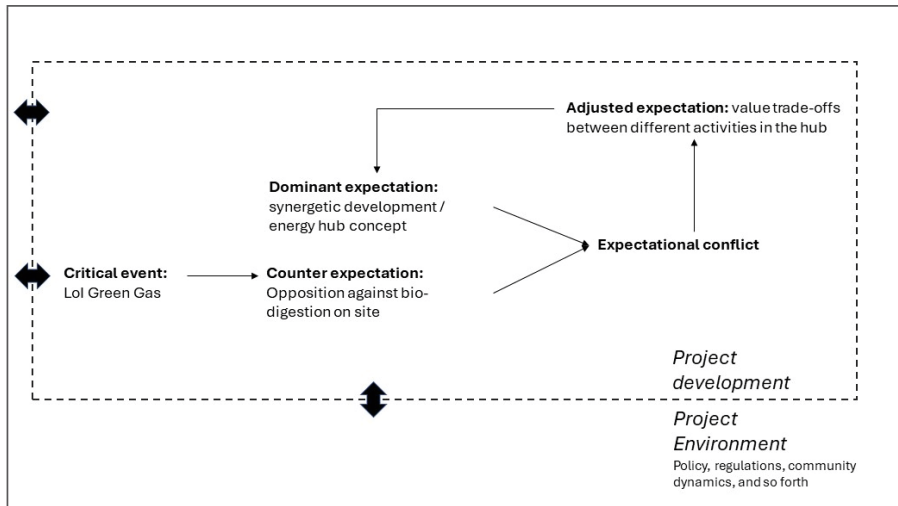 Adjusted expectation: value trade-offs
between different activities in the hub
Dominant expectation:
synergetic development /
energy hub concept
Expectational conflict
Critical event:
LoI Green Gas
Counter expectation:
Opposition against bio-
digestion on site
Project
development
Project
Environment
Policy, regulations, community
dynamics, and so forth